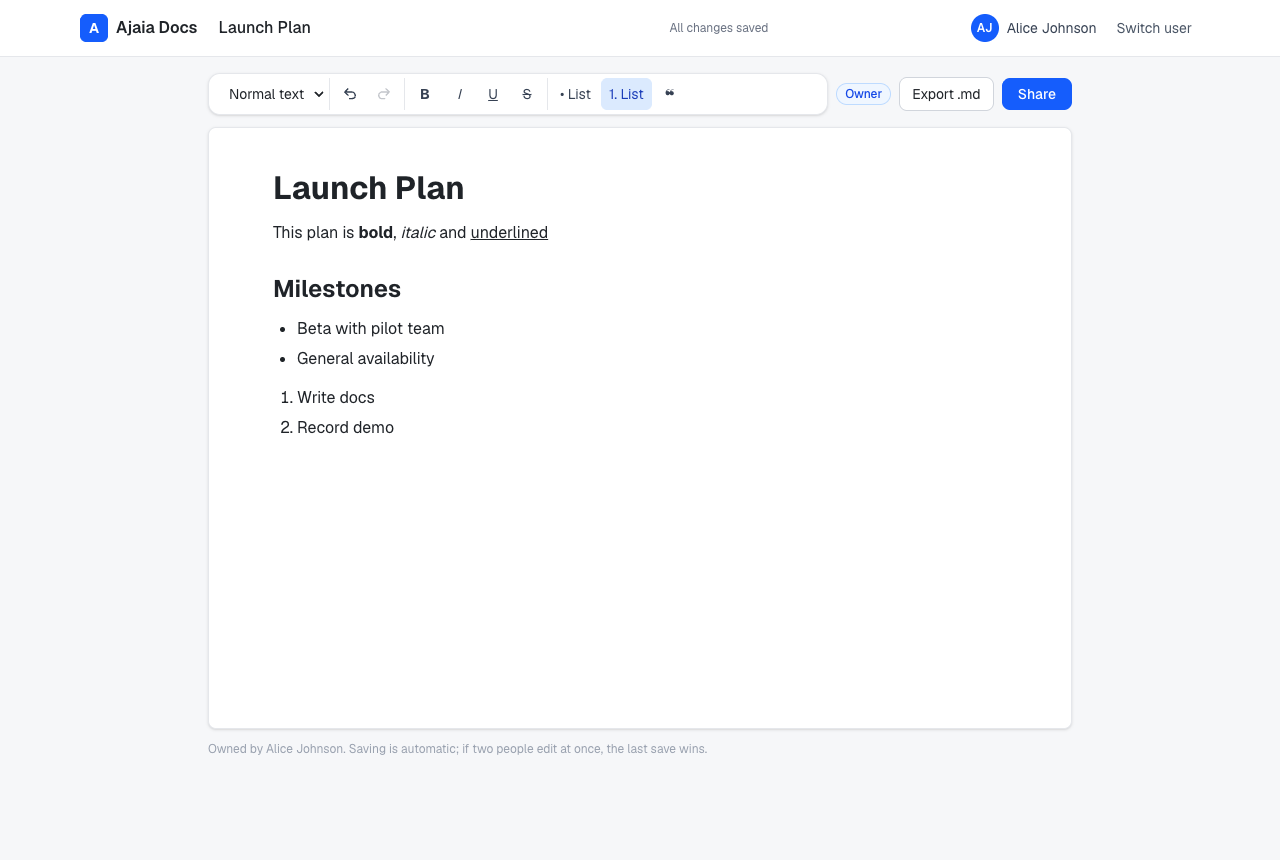 A Ajaia Docs Launch Plan All changes saved AJ Alice Johnson Switch user
Normal text B I U S • List 1. List ❝ Owner Export .md Share
Launch Plan
This plan is bold, italic and underlined
Milestones
• Beta with pilot team
• General availability
1. Write docs
2. Record demo
Owned by Alice Johnson. Saving is automatic; if two people edit at once, the last save wins.